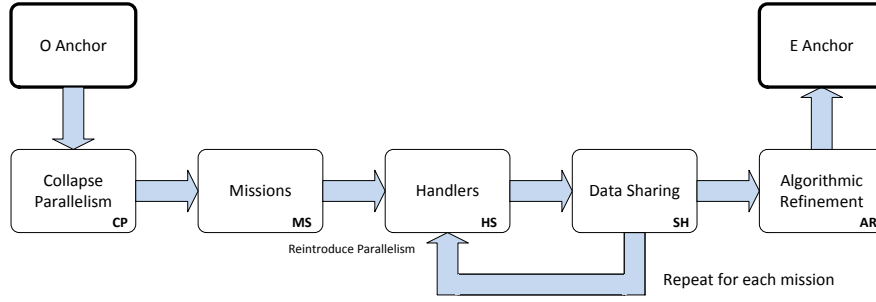 O Anchor
E Anchor
Collapse
Parallelism
CP
Missions
MS
Handlers
HS
Data Sharing
SH
Algorithmic
Refinement
AR
Reintroduce Parallelism
Repeat for each mission